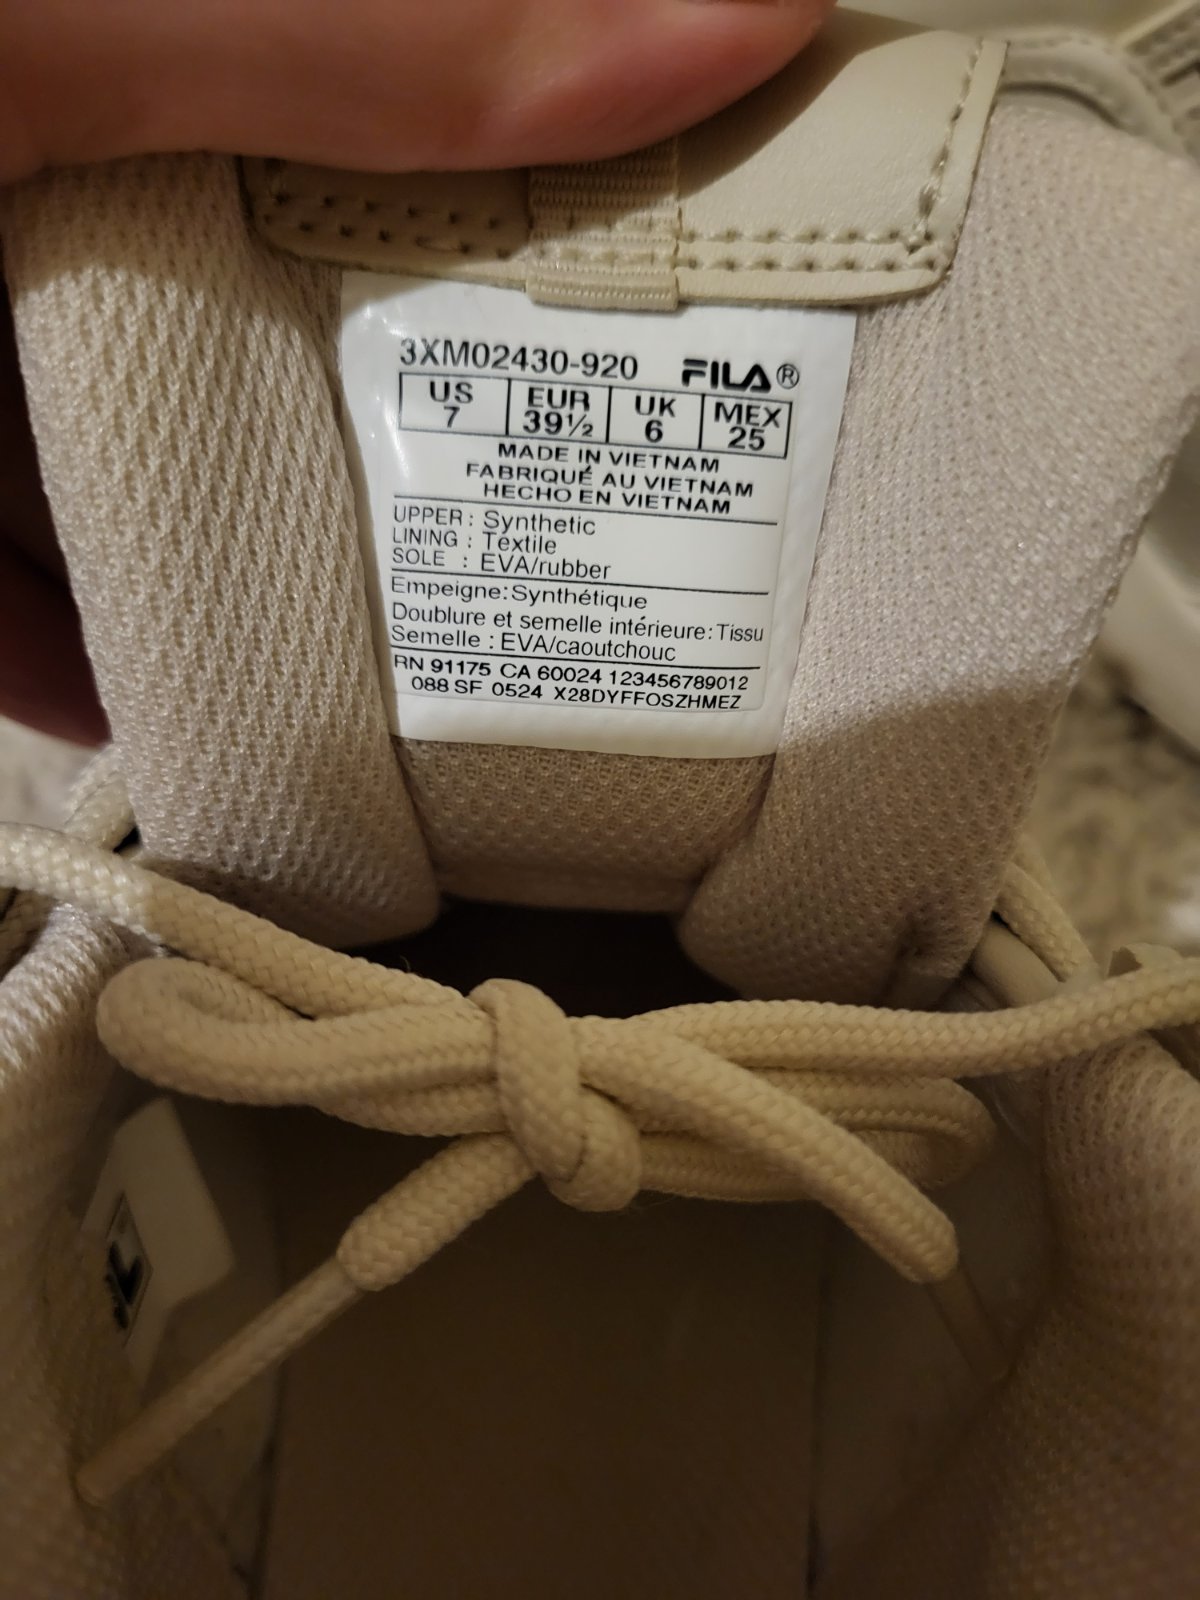 3XM02430-920 FILA®
US EUR UK MEX
7 39½ 6 25
MADE IN VIETNAM
FABRIQUÉ AU VIETNAM
HECHO EN VIETNAM
UPPER : Synthetic
LINING : Textile
SOLE : EVA/rubber
Empeigne:Synthétique
Doublure et semelle intérieure:Tissu
Semelle : EVA/caoutchouc
RN 91175 CA 60024 123456789012
088 SF 0524 X28DYFFOSZHMEZ